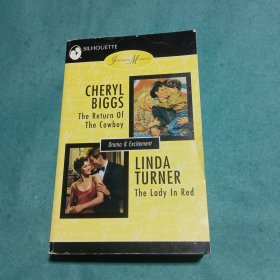 SILHOUETTE
CHERYL
BIGGS
The Return Of
The Cowboy
Drama & Excitement
LINDA
TURNER
The Lady In Red